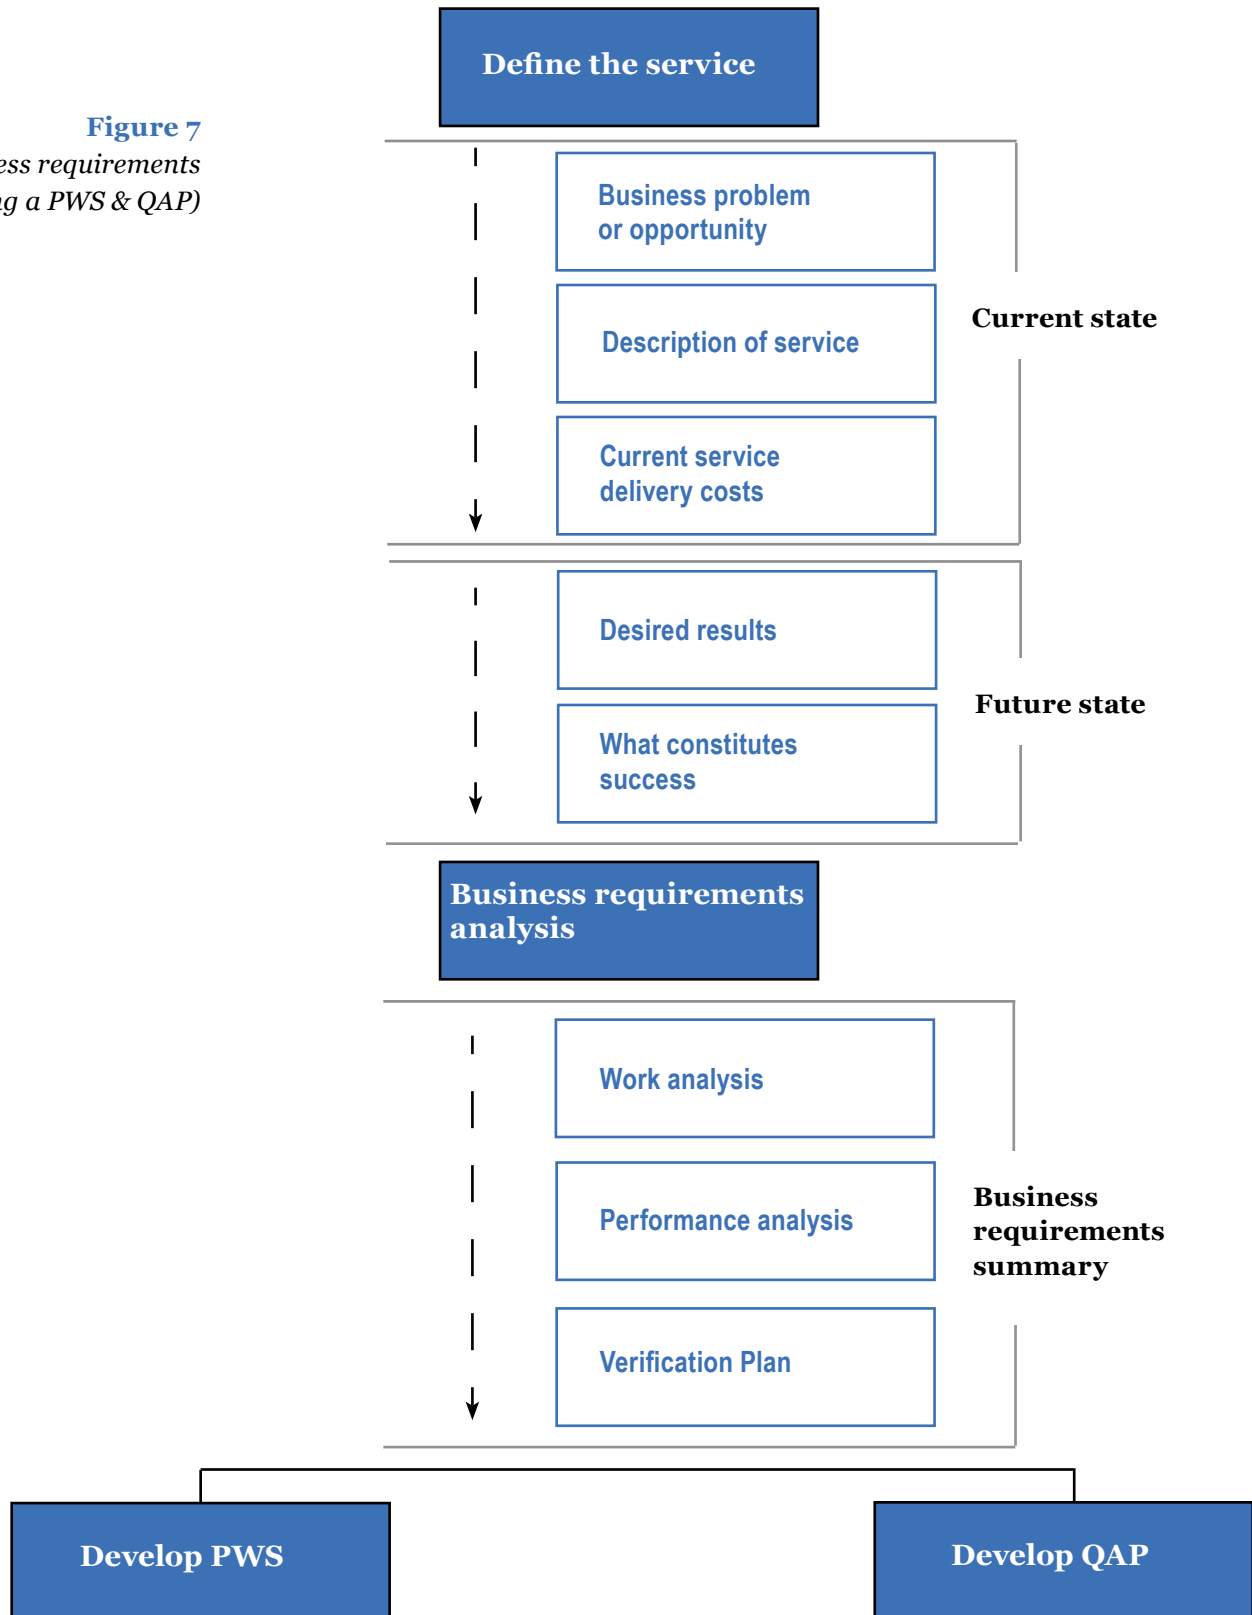 Define the service
Figure 7
requirements
a PWS & QAP)
Business problem
or opportunity
Current state
Description of service
Current service
delivery costs
Desired results
Future state
What constitutes
success
Business requirements
analysis
Work analysis
Business
requirements
summary
Performance analysis
Verification Plan
Develop PWS
Develop QAP